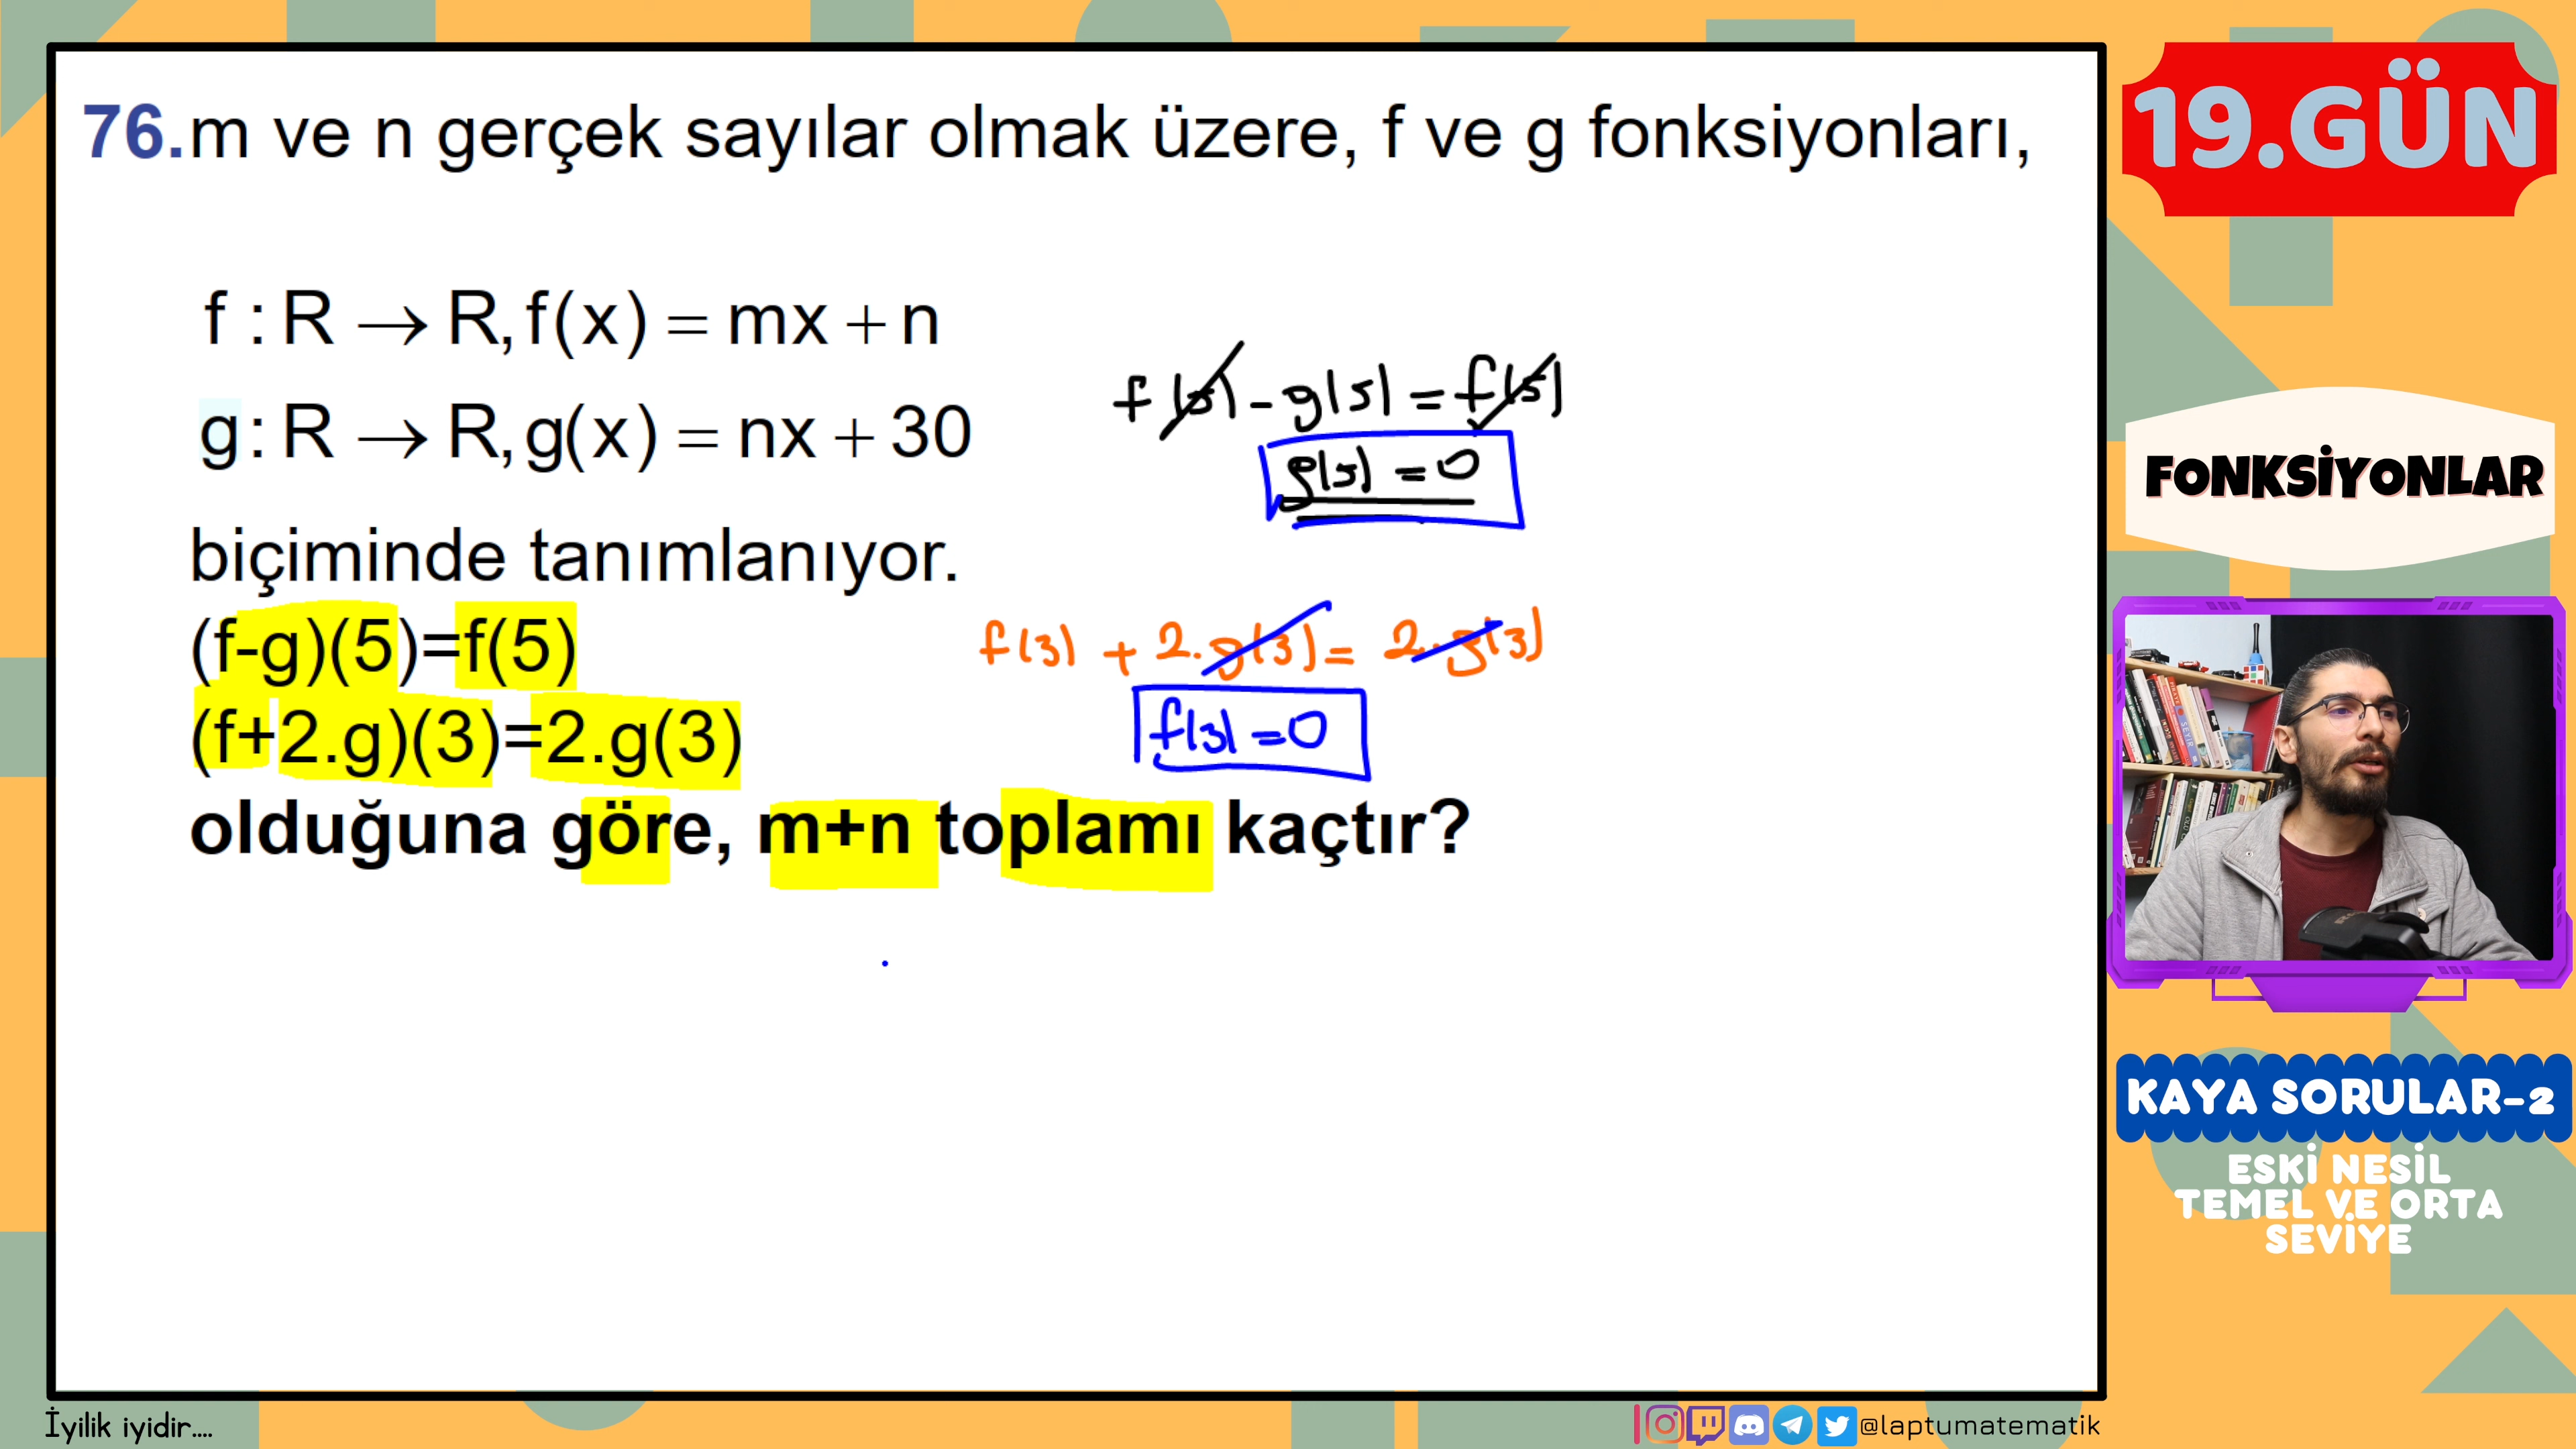 76. m ve n gerçek sayılar olmak üzere, f ve g fonksiyonları,
f : R → R, f(x) = mx + n
g : R → R, g(x) = nx + 30
biçiminde tanımlanıyor.
(f-g)(5)=f(5)
(f+2.g)(3)=2.g(3)
olduğuna göre, m+n toplamı kaçtır?
f(5) - g(5) = f(5)
g(5) = 0
f(3) + 2.g(3) = 2.g(3)
f(3) = 0
19.GÜN
FONKSİYONLAR
KAYA SORULAR-2
ESKİ NESİL
TEMEL VE ORTA
SEVİYE
İyilik iyidir....
@laptumatematik